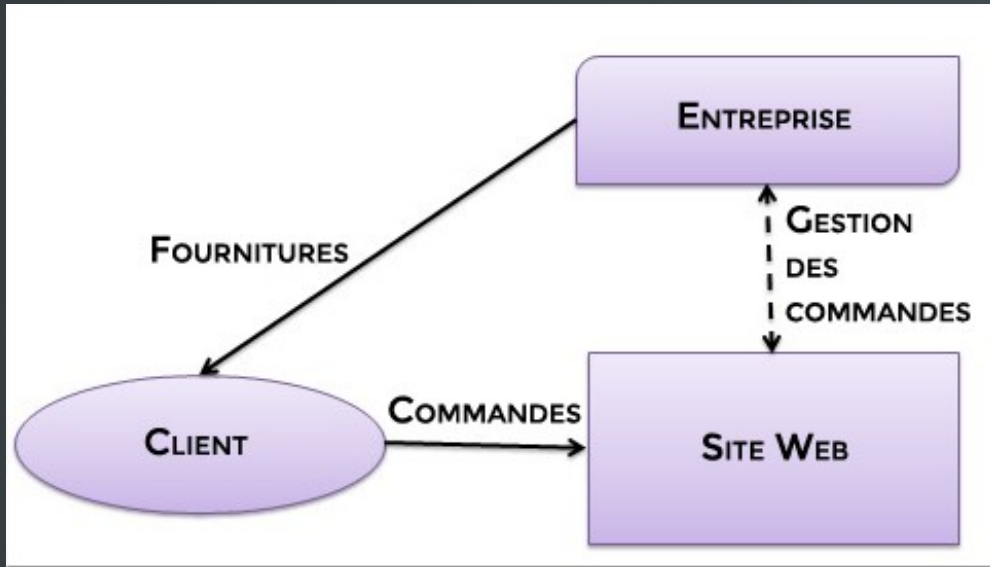 Entreprise
Fournitures
Gestion
des
commandes
Commandes
Client
Site Web